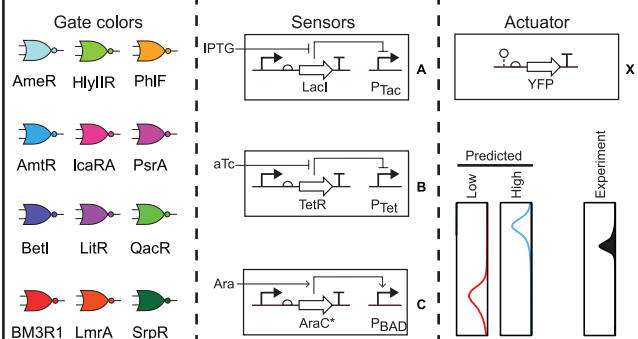 Gate colors
AmeR HlyIIR PhlF
AmtR IcaRA PsrA
BetI LitR QacR
BM3R1 LmrA SrpR
Sensors
IPTG
LacI
PTac
A
aTc
TetR
PTet
B
Ara
AraC*
PBAD
C
Actuator
YFP
X
Predicted
Low
High
Experiment